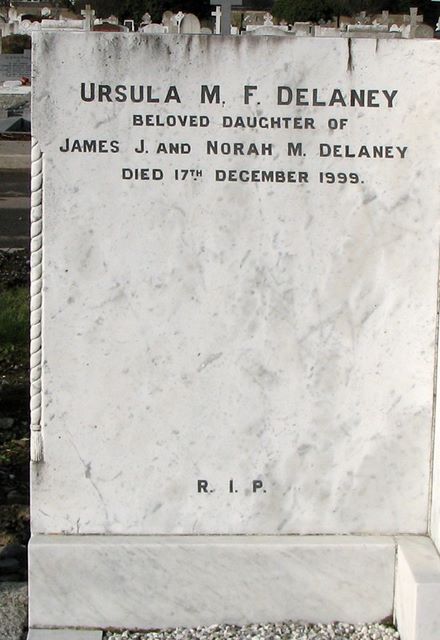 URSULA M. F. DELANEY
BELOVED DAUGHTER OF
JAMES J. AND NORAH M. DELANEY
DIED 17TH DECEMBER 1999.
R. I. P.